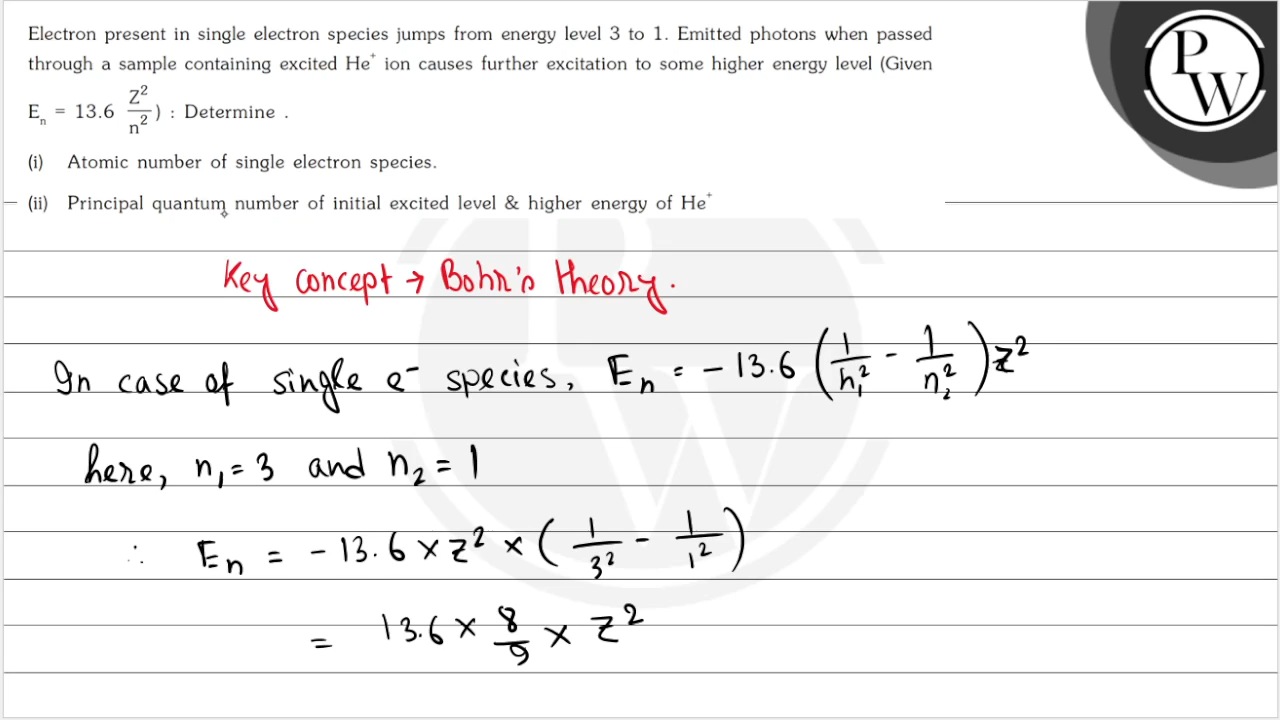 Electron present in single electron species jumps from energy level 3 to 1. Emitted photons when passed
through a sample containing excited He⁺ ion causes further excitation to some higher energy level (Given
Eₙ = 13.6 Z²/n²) : Determine .
(i) Atomic number of single electron species.
(ii) Principal quantum number of initial excited level & higher energy of He⁺
PW
Key concept → Bohr's theory.
In case of single e⁻ species, Eₙ = -13.6 (1/n₁² - 1/n₂²) z²
here, n₁ = 3 and n₂ = 1
∴ Eₙ = -13.6 × z² × (1/3² - 1/1²)
= 13.6 × 8/9 × z²